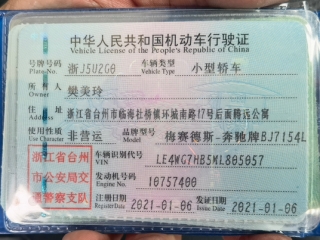 中华人民共和国机动车行驶证
Vehicle License of the People's Republic of China
号牌号码 浙J5U2G8 车辆类型 小型轿车
Plate No. Vehicle Type
所有人 樊美玲
Owner
住址 浙江省台州市临海杜桥镇环城南路17号后面腾远公寓
Address
使用性质 非营运 品牌型号 梅赛德斯-奔驰牌BJ7154L
Use Character Model
浙江省台州
市公安局交
通警察支队
车辆识别代号 LE4WG7HB5ML805057
VIN
发动机号码 10757400
Engine No.
注册日期 2021-01-06 发证日期 2021-01-06
Register Date Issue Date